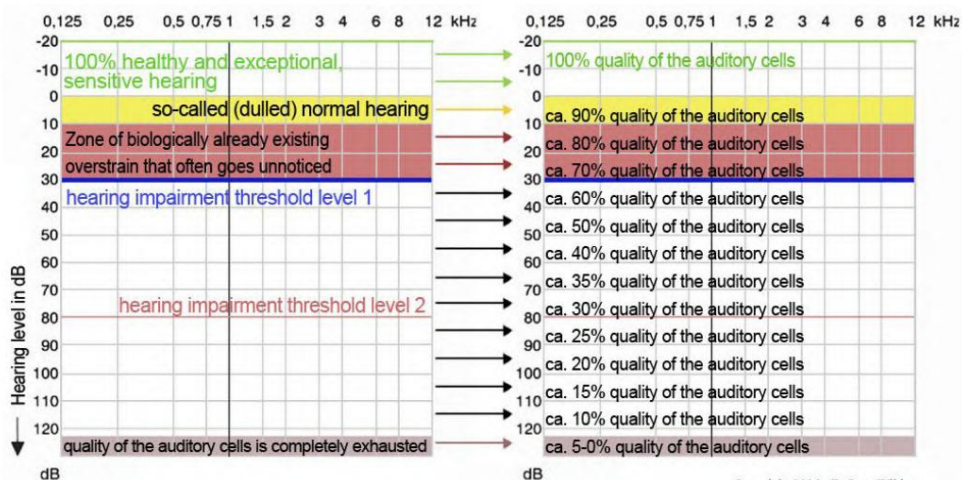 0,125 0,25 0,5 0,75 1 1,5 2 3 4 6 8 12 kHz
0,125 0,25 0,5 0,75 1 1,5 2 3 4 6 8 12 kHz
-20
-10
0
10
20
30
40
50
60
70
80
90
100
110
120
dB
Hearing level in dB
100% healthy and exceptional,
sensitive hearing
so-called (dulled) normal hearing
Zone of biologically already existing
overstrain that often goes unnoticed
hearing impairment threshold level 1
hearing impairment threshold level 2
quality of the auditory cells is completely exhausted
-20
-10
0
10
20
30
40
50
60
70
80
90
100
110
120
dB
100% quality of the auditory cells
ca. 90% quality of the auditory cells
ca. 80% quality of the auditory cells
ca. 70% quality of the auditory cells
ca. 60% quality of the auditory cells
ca. 50% quality of the auditory cells
ca. 40% quality of the auditory cells
ca. 35% quality of the auditory cells
ca. 30% quality of the auditory cells
ca. 25% quality of the auditory cells
ca. 20% quality of the auditory cells
ca. 15% quality of the auditory cells
ca. 10% quality of the auditory cells
ca. 5-0% quality of the auditory cells